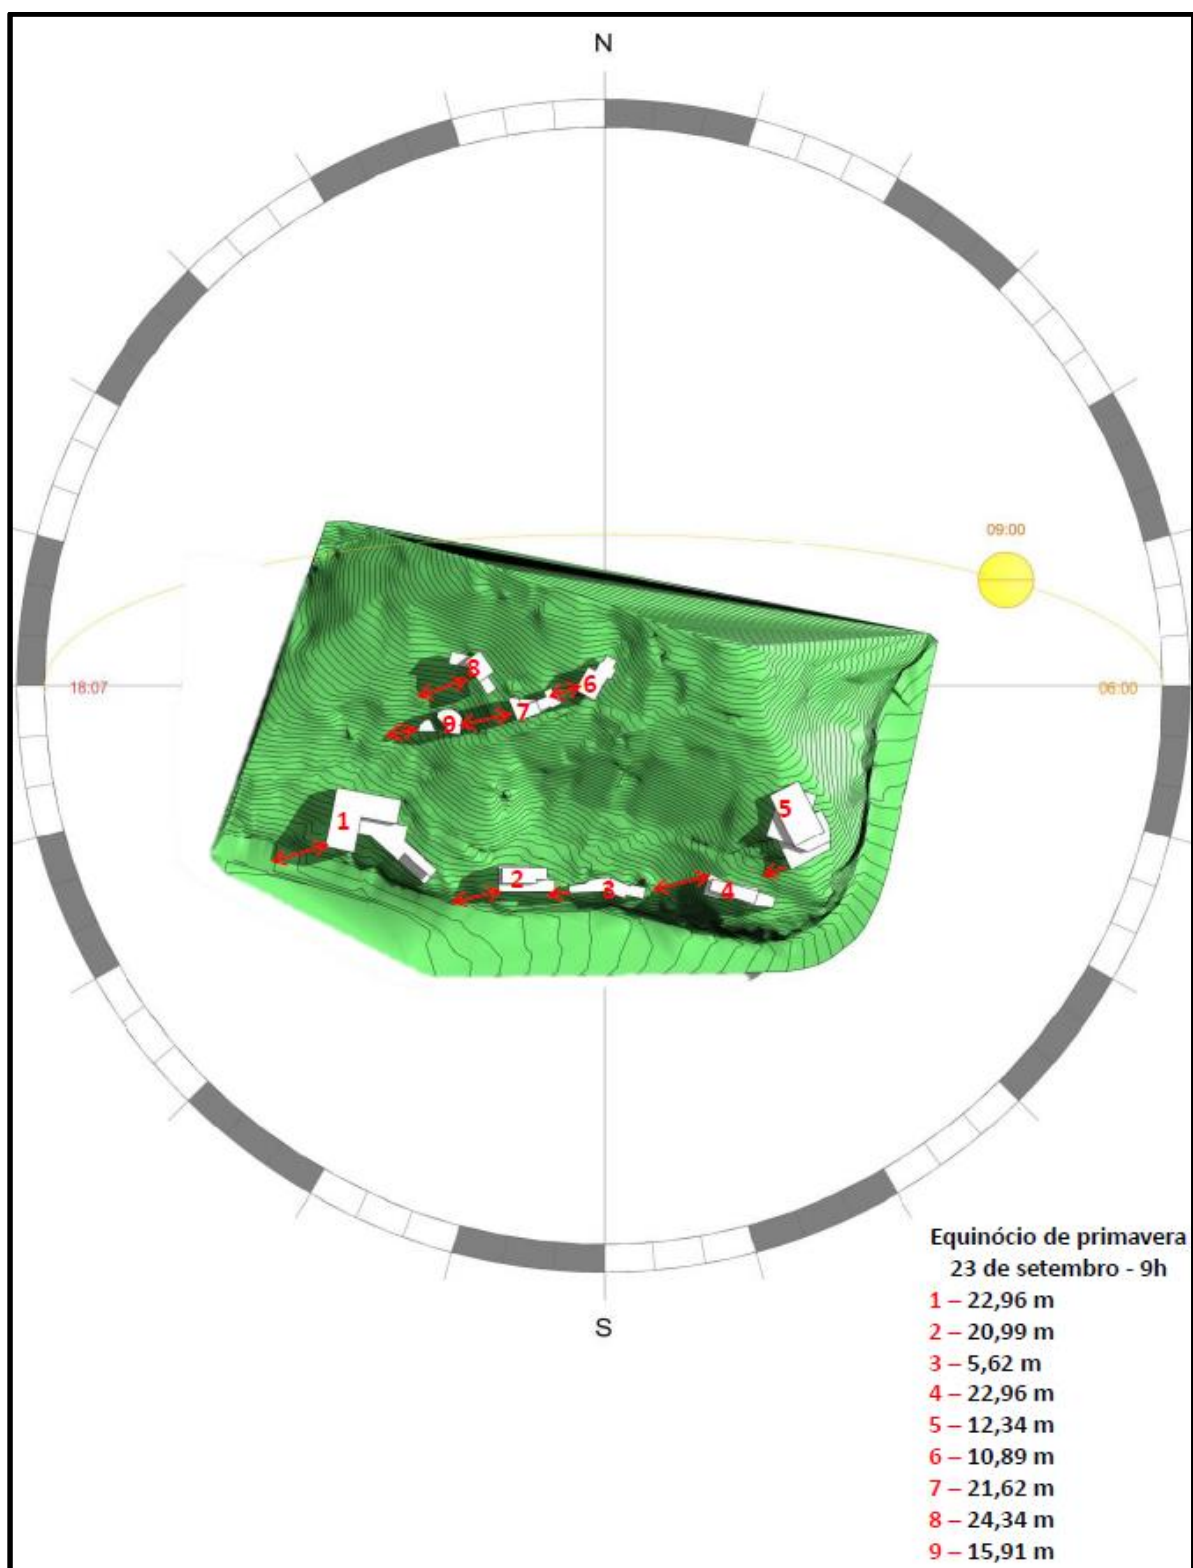 N
09:00
18:07
06:00
8
6
7
9
5
1
2
3
4
S
Equinócio de primavera
23 de setembro - 9h
1 – 22,96 m
2 – 20,99 m
3 – 5,62 m
4 – 22,96 m
5 – 12,34 m
6 – 10,89 m
7 – 21,62 m
8 – 24,34 m
9 – 15,91 m